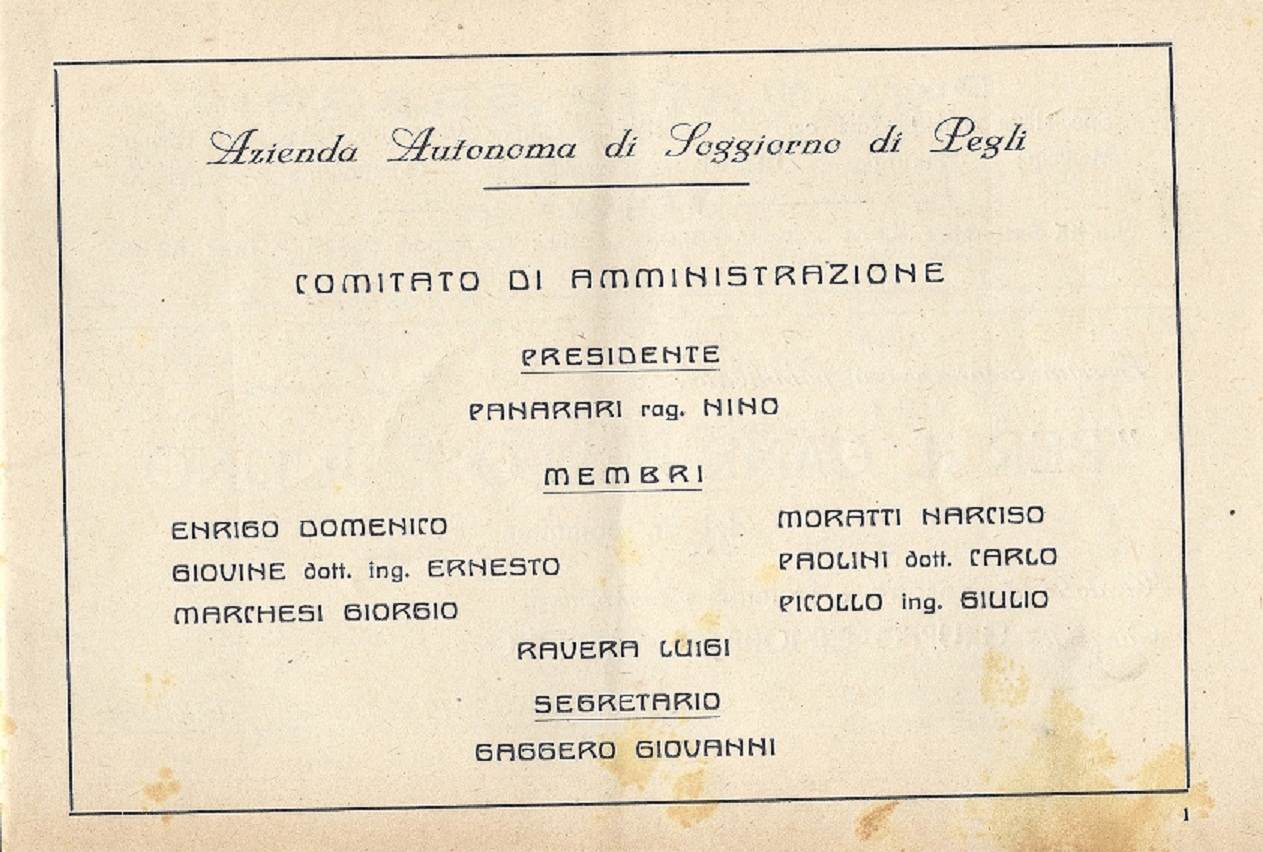 Azienda Autonoma di Soggiorno di Pegli
COMITATO DI AMMINISTRAZIONE
PRESIDENTE
PANARARI rag. NINO
MEMBRI
ENRIGO DOMENICO
GIOVINE dott. ing. ERNESTO
MARCHESI GIORGIO
MORATTI NARCISO
PAOLINI dott. CARLO
PICOLLO ing. GIULIO
RAVERA LUIGI
SEGRETARIO
GAGGERO GIOVANNI
1